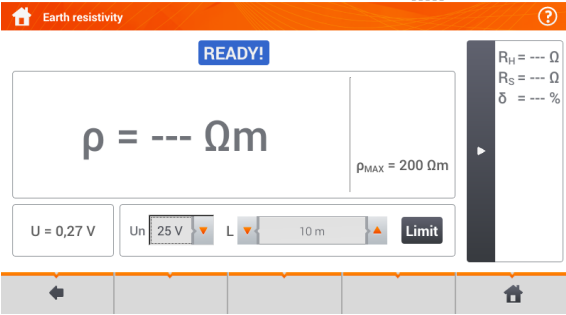 Earth resistivity
?
READY!
ρ = --- Ωm
ρMAX = 200 Ωm
RH = --- Ω
RS = --- Ω
δ = --- %
U = 0,27 V
Un 25 V L 10 m Limit